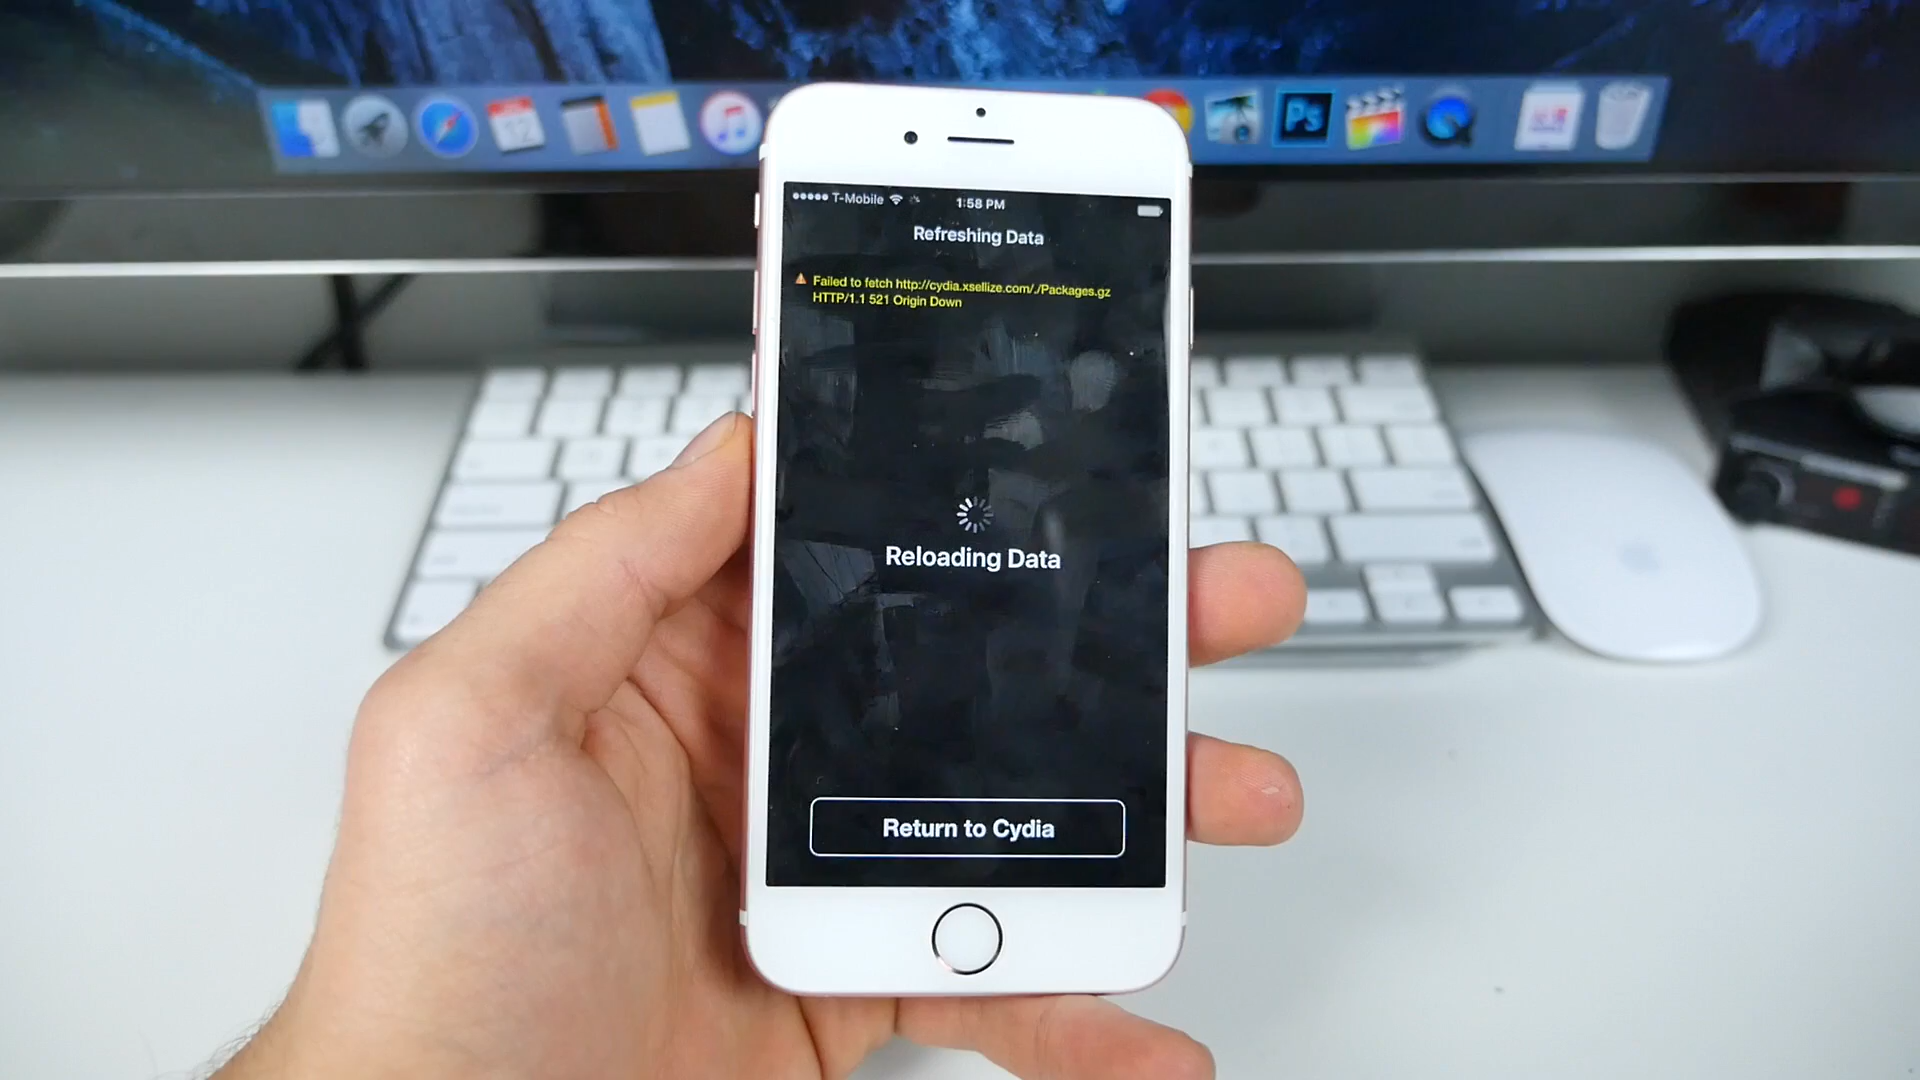 T-Mobile
1:58 PM
Refreshing Data
Failed to fetch http://cydia.xsellize.com/./Packages.gz
HTTP/1.1 521 Origin Down
Reloading Data
Return to Cydia
12
Ps